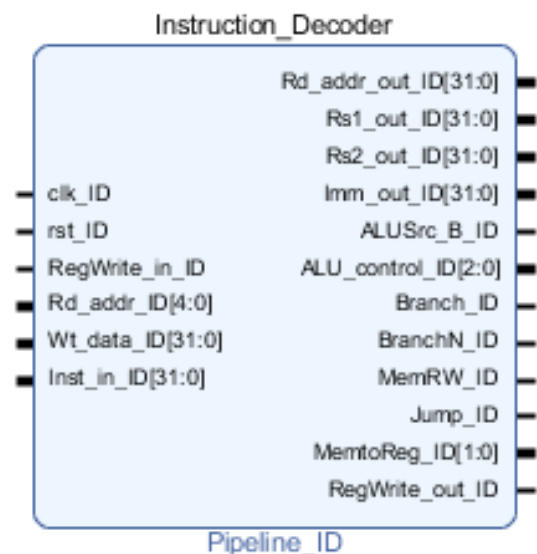 Instruction_Decoder
Rd_addr_out_ID[31:0]
Rs1_out_ID[31:0]
Rs2_out_ID[31:0]
clk_ID
Imm_out_ID[31:0]
rst_ID
ALUSrc_B_ID
RegWrite_in_ID
ALU_control_ID[2:0]
Rd_addr_ID[4:0]
Branch_ID
Wt_data_ID[31:0]
BranchN_ID
Inst_in_ID[31:0]
MemRW_ID
Jump_ID
MemtoReg_ID[1:0]
RegWrite_out_ID
Pipeline_ID